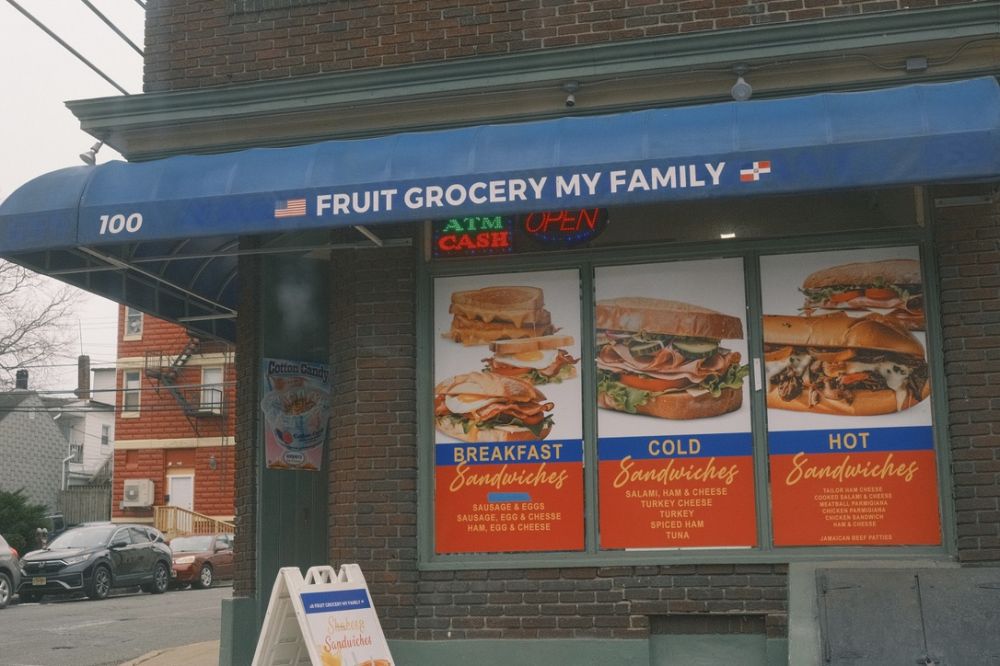 100
FRUIT GROCERY MY FAMILY
ATM
CASH
OPEN
Cotton Candy
BREAKFAST
Sandwiches
SAUSAGE & EGGS
SAUSAGE, EGG & CHESSE
HAM, EGG & CHEESE
COLD
Sandwiches
SALAMI, HAM & CHEESE
TURKEY CHEESE
TURKEY
SPICED HAM
TUNA
HOT
Sandwiches
TAILOR HAM CHEESE
COOKED SALAMI & CHEESE
MEATBALL PARMIGIANA
CHICKEN PARMIGIANA
CHICKEN SANDWICH
HAM & CHEESE
JAMAICAN BEEF PATTIES
FRUIT GROCERY MY FAMILY
Sandwiches